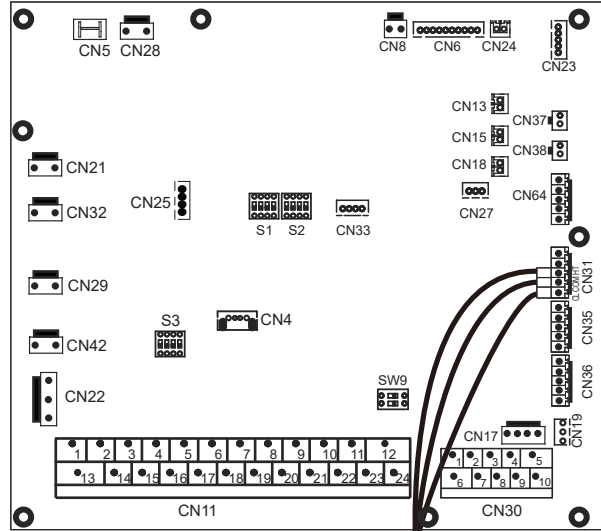 CN5
CN28
CN8
CN6
CN24
CN23
CN13
CN37
CN15
CN38
CN18
CN21
CN64
CN25
CN32
CN27
S1 S2
CN33
CN31
CL COM HT
CN29
S3
CN4
CN35
CN42
CN36
SW9
CN22
CN17
CN19
1 2 3 4 5 6 7 8 9 10 11 12
13 14 15 16 17 18 19 20 21 22 23 24
1 2 3 4 5
6 7 8 9 10
CN11
CN30